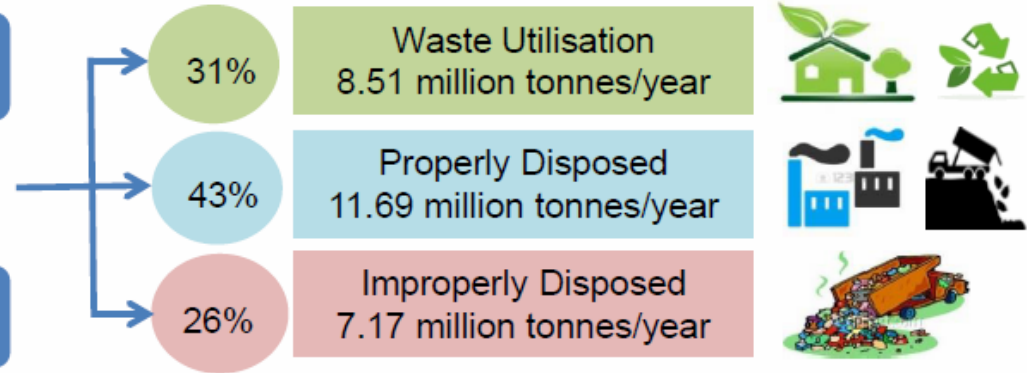 31%
Waste Utilisation
8.51 million tonnes/year
43%
Properly Disposed
11.69 million tonnes/year
26%
Improperly Disposed
7.17 million tonnes/year